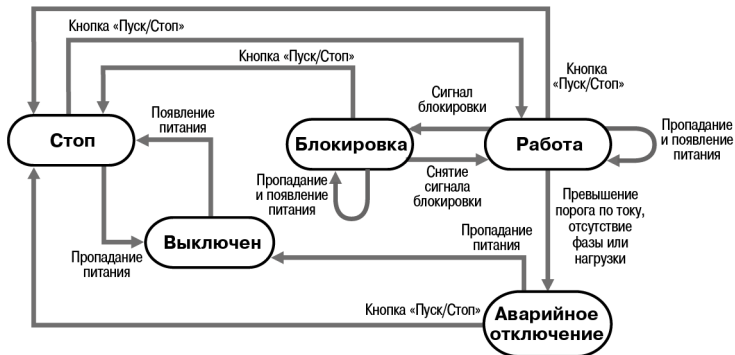 Кнопка «Пуск/Стоп»
Кнопка «Пуск/Стоп»
Кнопка
«Пуск/Стоп»
Сигнал
блокировки
Появление
питания
Стоп
Блокировка
Работа
Пропадание
и появление
питания
Пропадание
и появление
питания
Снятие
сигнала
блокировки
Превышение
порога по току,
отсутствие
фазы или
нагрузки
Пропадание
питания
Выключен
Пропадание
питания
Кнопка «Пуск/Стоп»
Аварийное
отключение